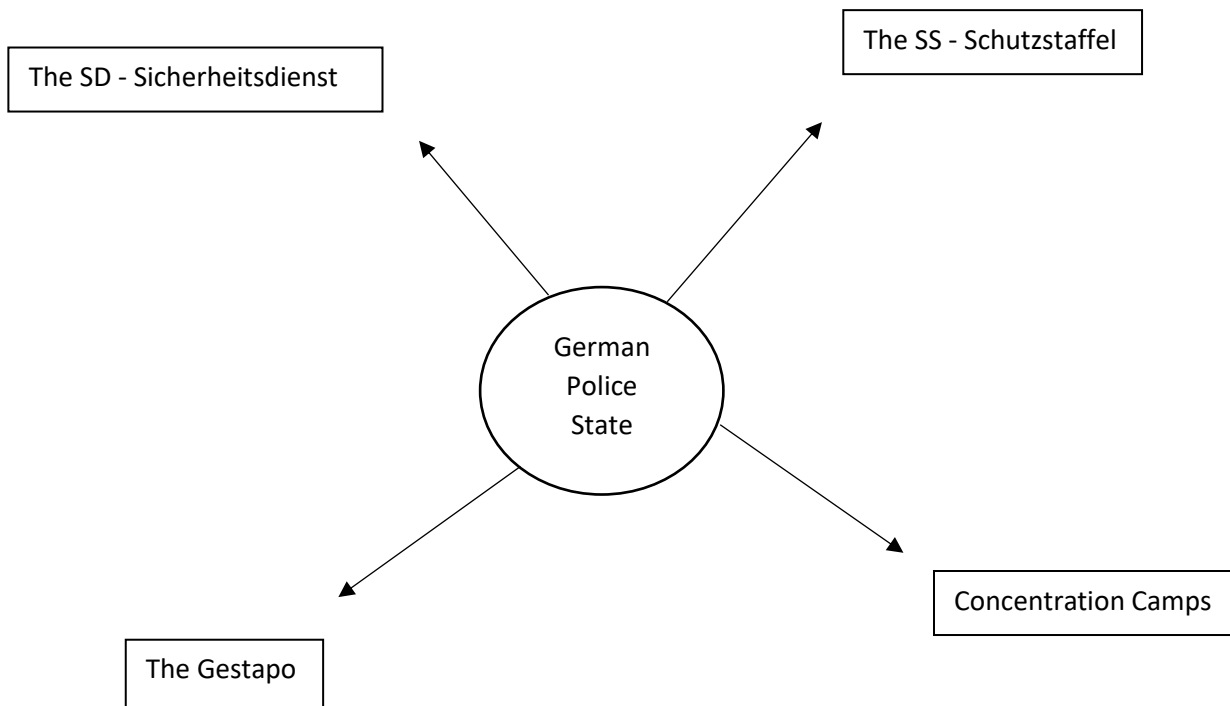 The SS - Schutzstaffel
The SD - Sicherheitsdienst
German
Police
State
Concentration Camps
The Gestapo